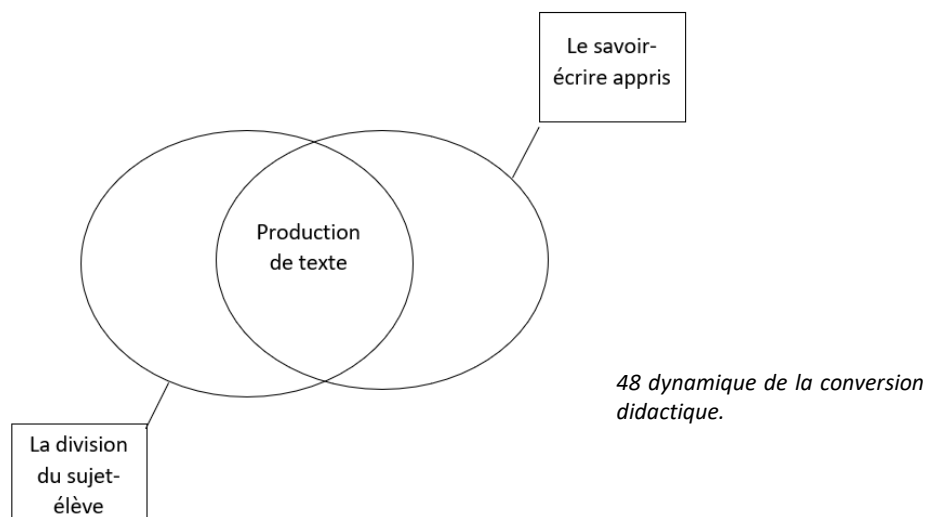 Le savoir-
écrire appris
Production
de texte
48 dynamique de la conversion
didactique.
La division
du sujet-
élève